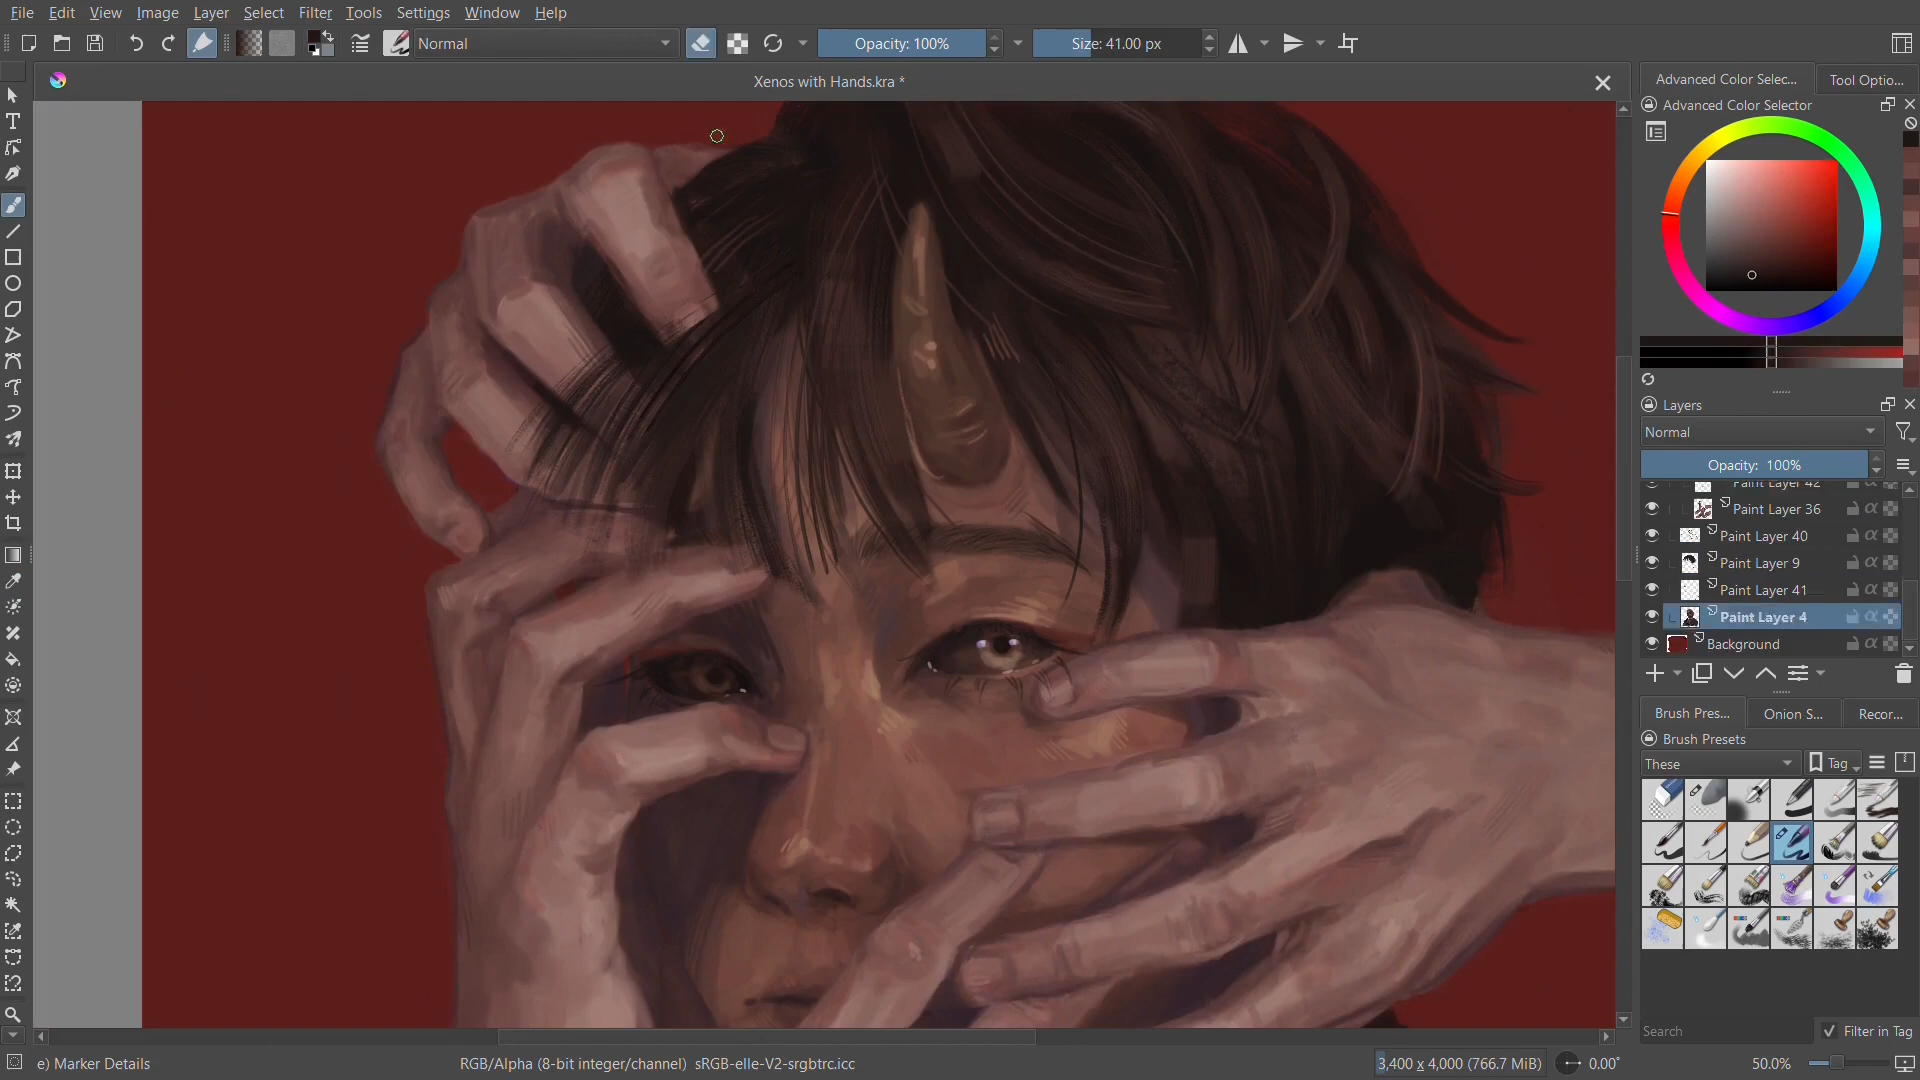 File Edit View Image Layer Select Filter Tools Settings Window Help
Normal
Opacity: 100%
Size: 41.00 px
Xenos with Hands.kra *
Advanced Color Selec...
Tool Optio...
Advanced Color Selector
Layers
Normal
Opacity: 100%
Paint Layer 42
Paint Layer 36
Paint Layer 40
Paint Layer 9
Paint Layer 41
Paint Layer 4
Background
Brush Pres...
Onion S...
Recor...
Brush Presets
These
Tag
Search
Filter in Tag
e) Marker Details
RGB/Alpha (8-bit integer/channel) sRGB-elle-V2-srgbtrc.icc
3,400 x 4,000 (766.7 MiB)
0.00°
50.0%